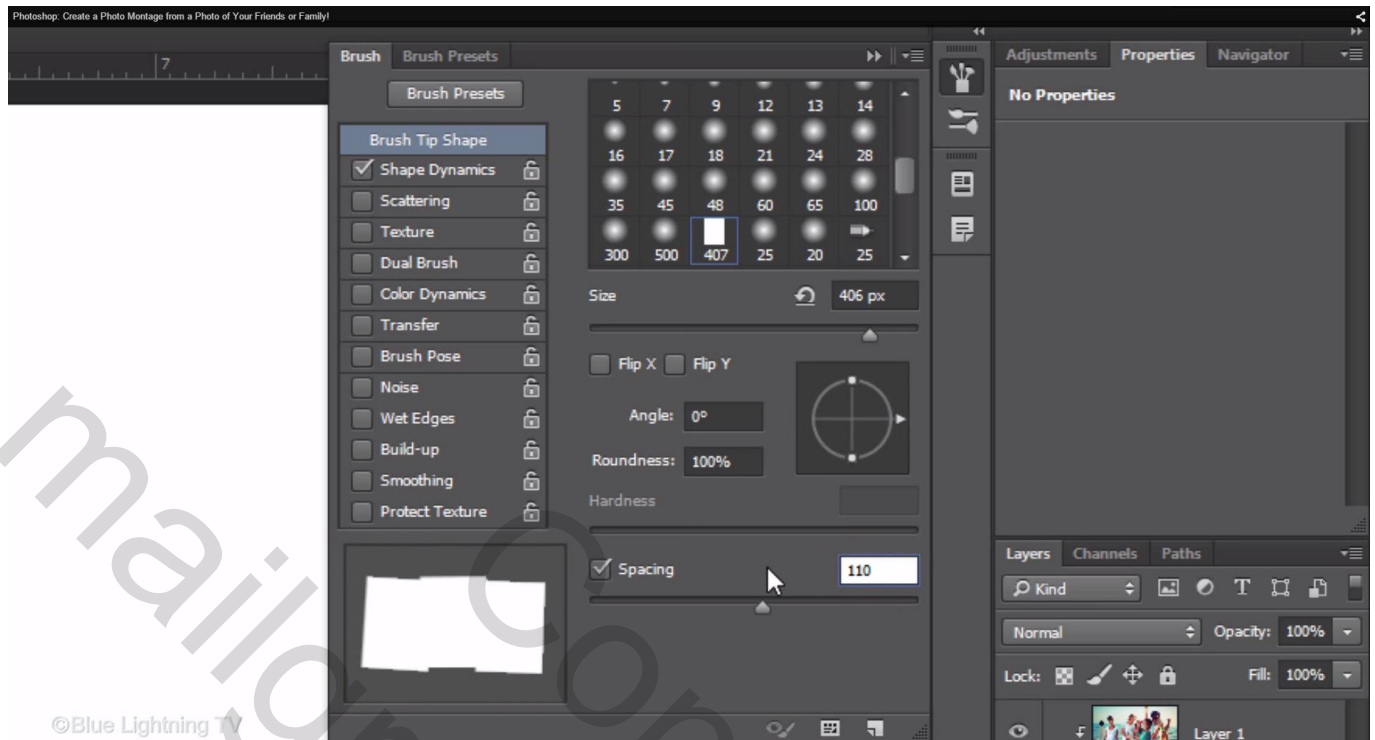 Photoshop: Create a Photo Montage from a Photo of Your Friends or Family!
7
Brush Brush Presets
Brush Presets
Brush Tip Shape
Shape Dynamics
Scattering
Texture
Dual Brush
Color Dynamics
Transfer
Brush Pose
Noise
Wet Edges
Build-up
Smoothing
Protect Texture
5 7 9 12 13 14
16 17 18 21 24 28
35 45 48 60 65 100
300 500 407 25 20 25
Size 406 px
Flip X Flip Y
Angle: 0º
Roundness: 100%
Hardness
Spacing 110
Adjustments Properties Navigator
No Properties
Layers Channels Paths
Kind T
Normal Opacity: 100%
Lock: Fill: 100%
Layer 1
©Blue Lightning TV